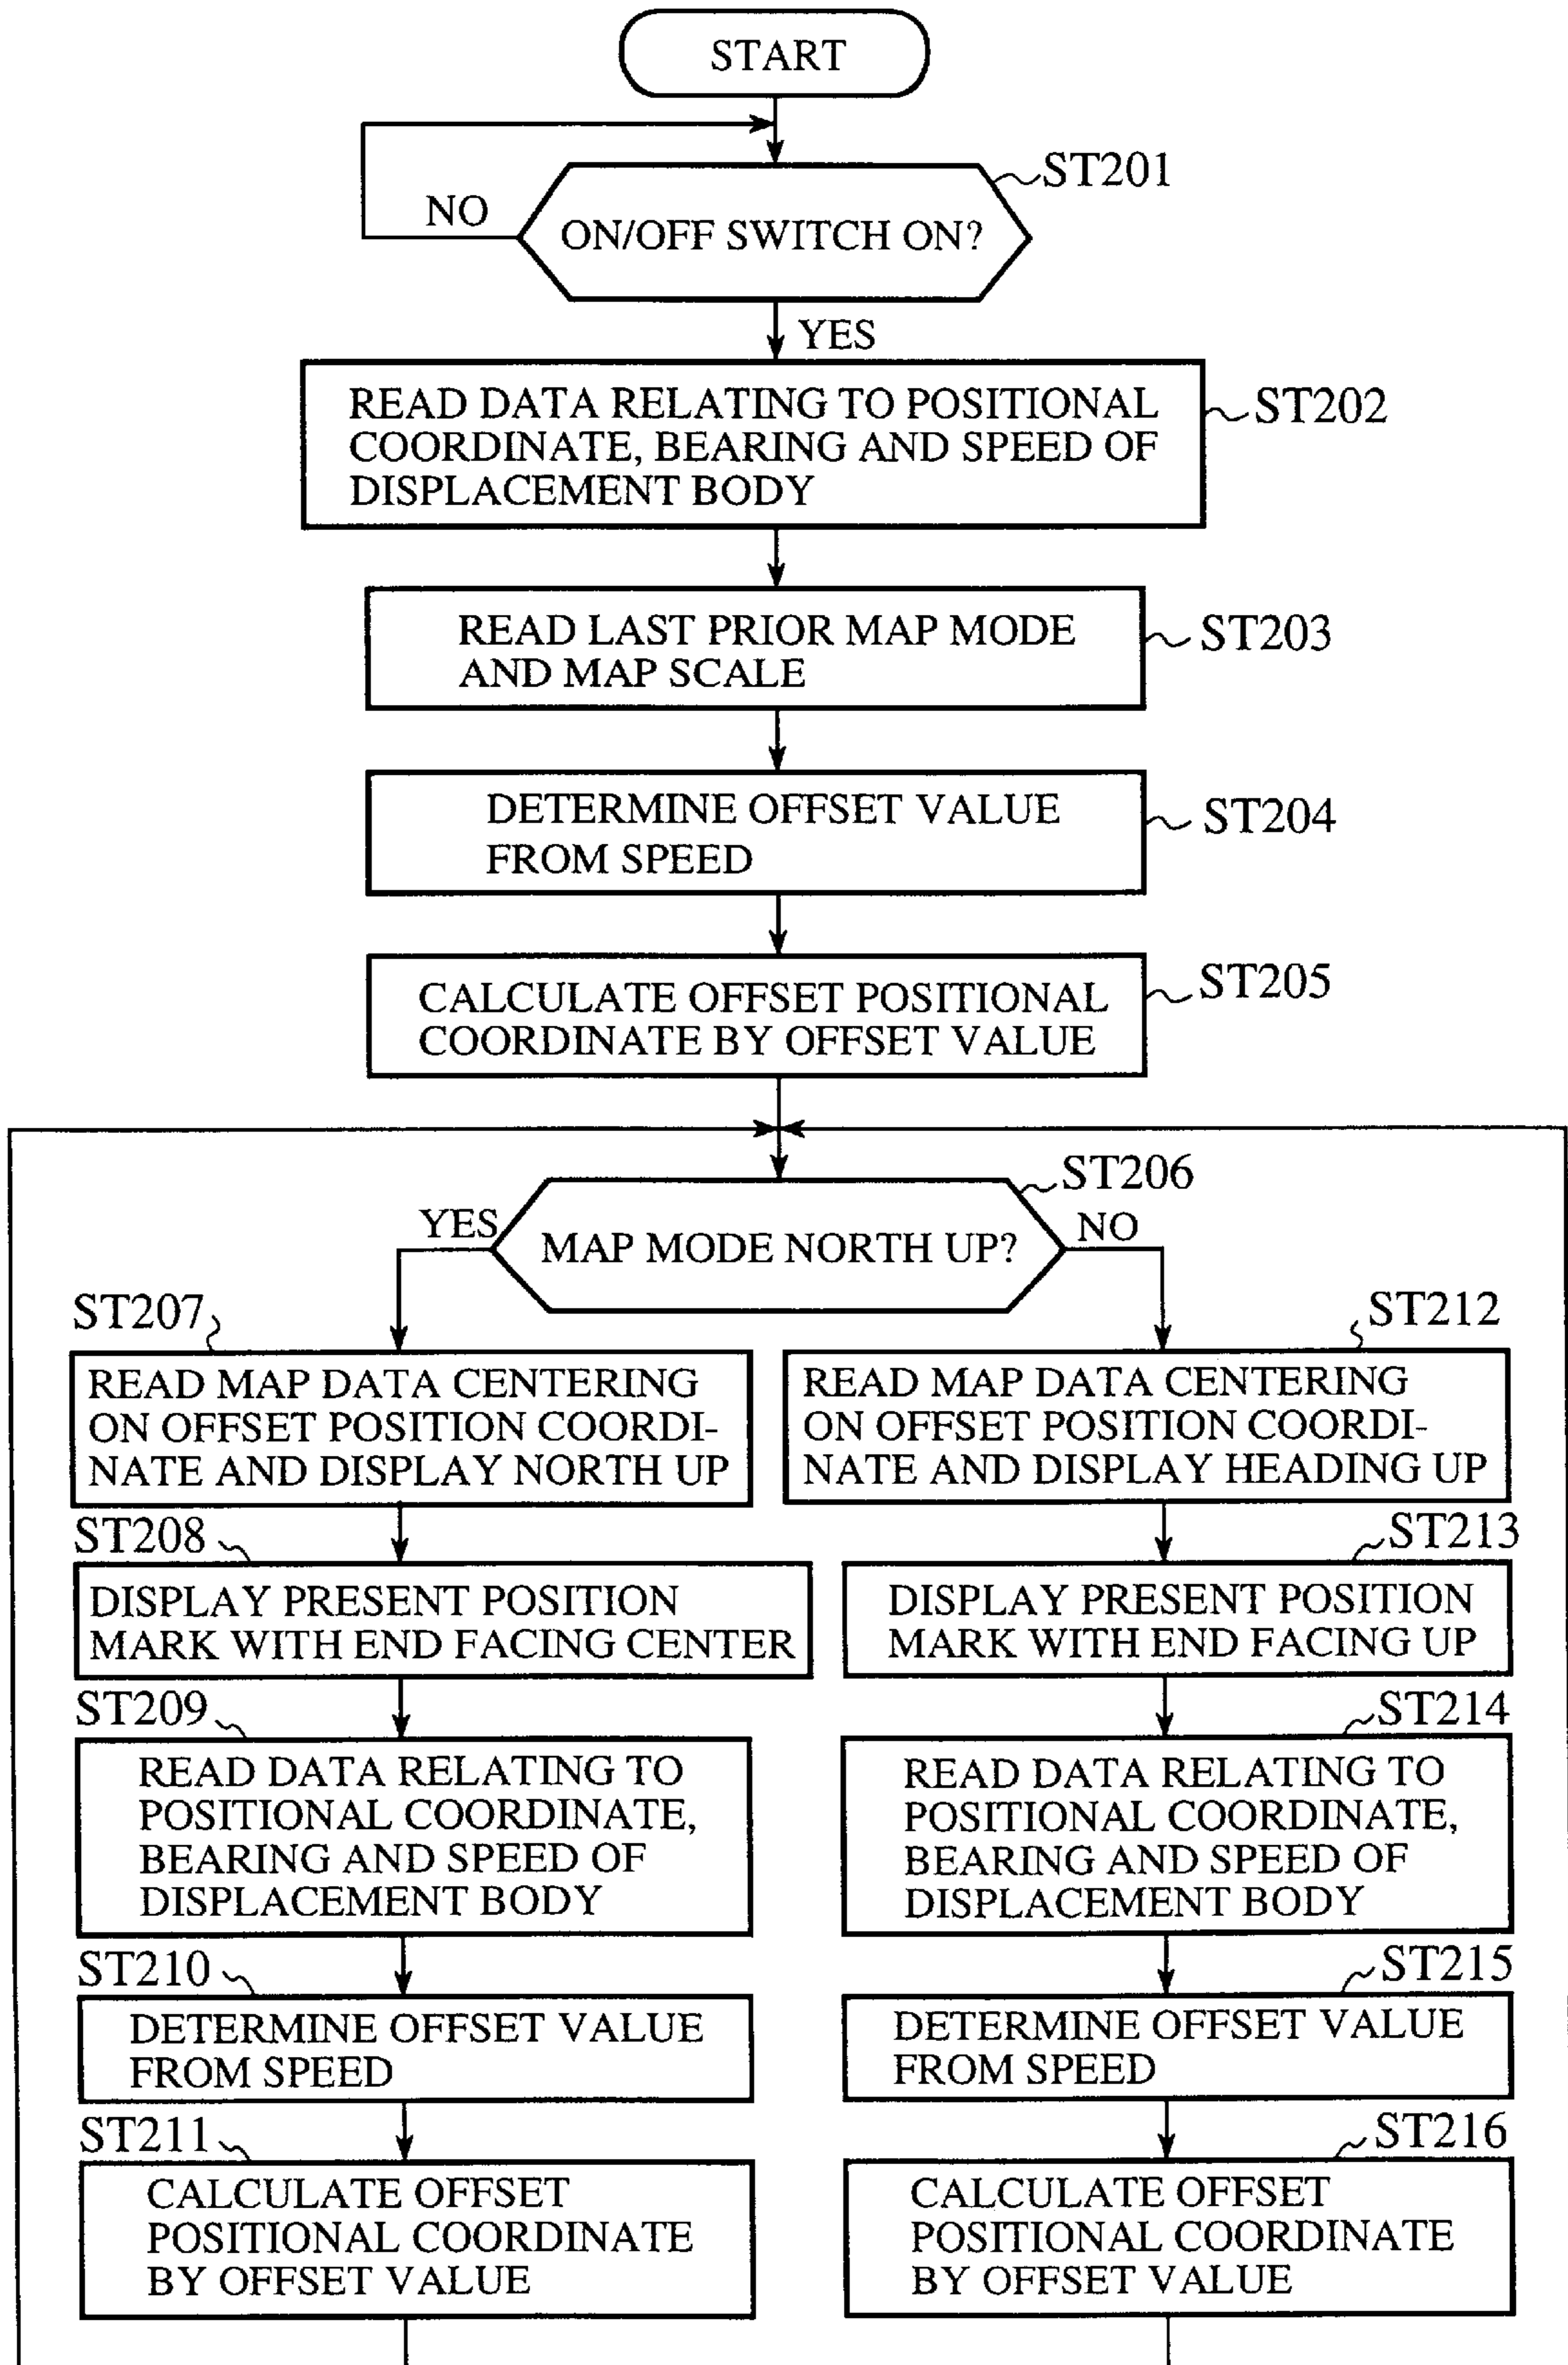 START
ST201
NO
ON/OFF SWITCH ON?
YES
READ DATA RELATING TO POSITIONAL
COORDINATE, BEARING AND SPEED OF
DISPLACEMENT BODY
ST202
READ LAST PRIOR MAP MODE
AND MAP SCALE
ST203
DETERMINE OFFSET VALUE
FROM SPEED
ST204
CALCULATE OFFSET POSITIONAL
COORDINATE BY OFFSET VALUE
ST205
ST206
YES
MAP MODE NORTH UP?
NO
ST207
READ MAP DATA CENTERING
ON OFFSET POSITION COORDI-
NATE AND DISPLAY NORTH UP
ST208
DISPLAY PRESENT POSITION
MARK WITH END FACING CENTER
ST209
READ DATA RELATING TO
POSITIONAL COORDINATE,
BEARING AND SPEED OF
DISPLACEMENT BODY
ST210
DETERMINE OFFSET VALUE
FROM SPEED
ST211
CALCULATE OFFSET
POSITIONAL COORDINATE
BY OFFSET VALUE
ST212
READ MAP DATA CENTERING
ON OFFSET POSITION COORDI-
NATE AND DISPLAY HEADING UP
ST213
DISPLAY PRESENT POSITION
MARK WITH END FACING UP
ST214
READ DATA RELATING TO
POSITIONAL COORDINATE,
BEARING AND SPEED OF
DISPLACEMENT BODY
ST215
DETERMINE OFFSET VALUE
FROM SPEED
ST216
CALCULATE OFFSET
POSITIONAL COORDINATE
BY OFFSET VALUE